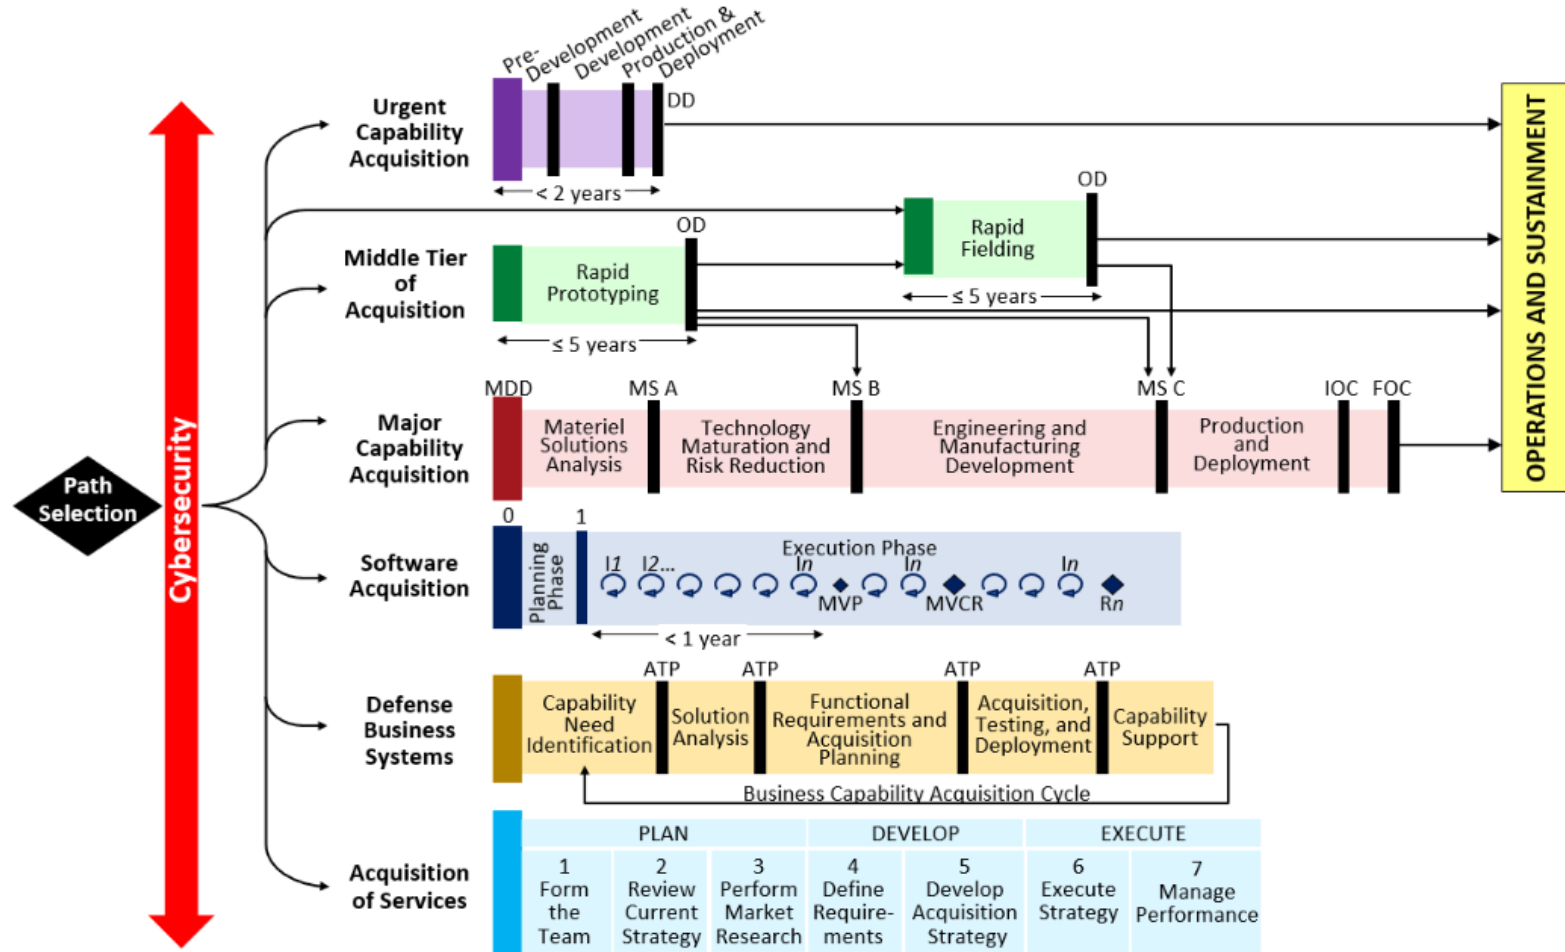 Pre-
Development
Development
Production &
Deployment
Urgent
Capability
Acquisition
DD
< 2 years
OD
Rapid
Fielding
≤ 5 years
Middle Tier
of
Acquisition
OD
Rapid
Prototyping
≤ 5 years
OPERATIONS AND SUSTAINMENT
Path
Selection
Cybersecurity
Major
Capability
Acquisition
MDD
MS A
MS B
MS C
IOC
FOC
Materiel
Solutions
Analysis
Technology
Maturation and
Risk Reduction
Engineering and
Manufacturing
Development
Production
and
Deployment
Software
Acquisition
0
1
Planning
Phase
Execution Phase
I1
I2...
In
In
In
MVP
MVCR
Rn
< 1 year
Defense
Business
Systems
ATP
ATP
ATP
ATP
Capability
Need
Identification
Solution
Analysis
Functional
Requirements and
Acquisition
Planning
Acquisition,
Testing, and
Deployment
Capability
Support
Business Capability Acquisition Cycle
Acquisition
of Services
PLAN
DEVELOP
EXECUTE
1
Form
the
Team
2
Review
Current
Strategy
3
Perform
Market
Research
4
Define
Require-
ments
5
Develop
Acquisition
Strategy
6
Execute
Strategy
7
Manage
Performance